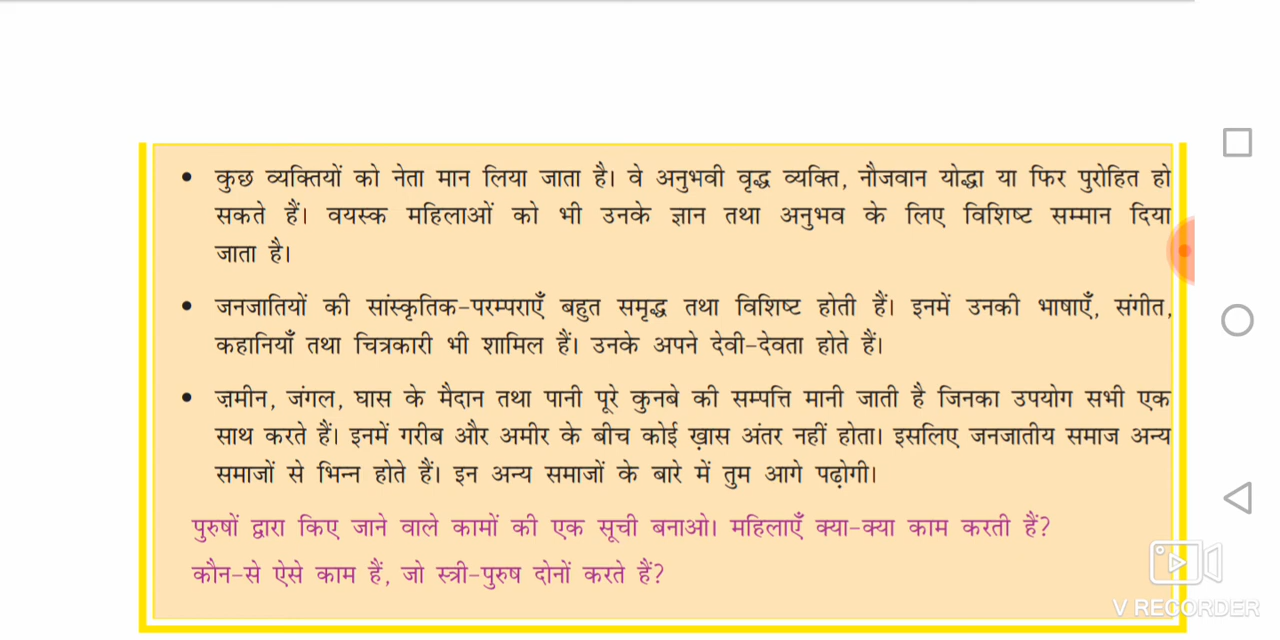 • कुछ व्यक्तियों को नेता मान लिया जाता है। वे अनुभवी वृद्ध व्यक्ति, नौजवान योद्धा या फिर पुरोहित हो
सकते हैं। वयस्क महिलाओं को भी उनके ज्ञान तथा अनुभव के लिए विशिष्ट सम्मान दिया
जाता है।
• जनजातियों की सांस्कृतिक-परम्पराएँ बहुत समृद्ध तथा विशिष्ट होती हैं। इनमें उनकी भाषाएँ, संगीत,
कहानियाँ तथा चित्रकारी भी शामिल हैं। उनके अपने देवी-देवता होते हैं।
• ज़मीन, जंगल, घास के मैदान तथा पानी पूरे कुनबे की सम्पत्ति मानी जाती है जिनका उपयोग सभी एक
साथ करते हैं। इनमें गरीब और अमीर के बीच कोई ख़ास अंतर नहीं होता। इसलिए जनजातीय समाज अन्य
समाजों से भिन्न होते हैं। इन अन्य समाजों के बारे में तुम आगे पढ़ोगी।
पुरुषों द्वारा किए जाने वाले कामों की एक सूची बनाओ। महिलाएँ क्या-क्या काम करती हैं?
कौन-से ऐसे काम हैं, जो स्त्री-पुरुष दोनों करते हैं?
V RECORDER